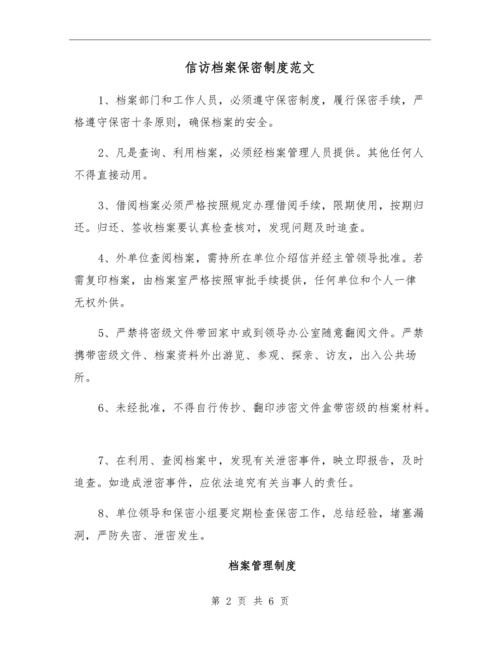 信访档案保密制度范文
1、档案部门和工作人员，必须遵守保密制度，履行保密手续，严
格遵守保密十条原则，确保档案的安全。
2、凡是查询、利用档案，必须经档案管理人员提供。其他任何人
不得直接动用。
3、借阅档案必须严格按照规定办理借阅手续，限期使用，按期归
还。归还、签收档案要认真检查核对，发现问题及时追查。
4、外单位查阅档案，需持所在单位介绍信并经主管领导批准。若
需复印档案，由档案室严格按照审批手续提供，任何单位和个人一律
无权外供。
5、严禁将密级文件带回家中或到领导办公室随意翻阅文件。严禁
携带密级文件、档案资料外出游览、参观、探亲、访友，出入公共场
所。
6、未经批准，不得自行传抄、翻印涉密文件盒带密级的档案材料。
7、在利用、查阅档案中，发现有关泄密事件，映立即报告，及时
追查。如造成泄密事件，应依法追究有关当事人的责任。
8、单位领导和保密小组要定期检查保密工作，总结经验，堵塞漏
洞，严防失密、泄密发生。
档案管理制度
第 2 页 共 6 页